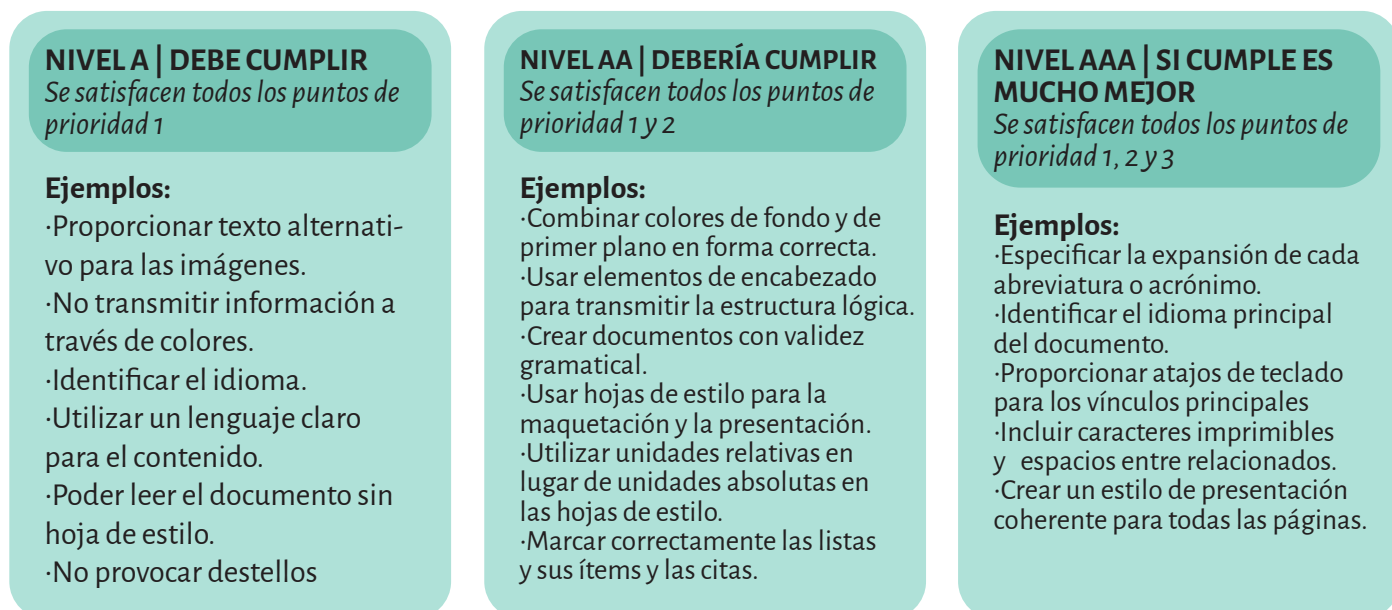 NIVEL A | DEBE CUMPLIR
Se satisfacen todos los puntos de
prioridad 1
Ejemplos:
·Proporcionar texto alternati-
vo para las imágenes.
·No transmitir información a
través de colores.
·Identificar el idioma.
·Utilizar un lenguaje claro
para el contenido.
·Poder leer el documento sin
hoja de estilo.
·No provocar destellos
NIVEL AA | DEBERÍA CUMPLIR
Se satisfacen todos los puntos de
prioridad 1 y 2
Ejemplos:
·Combinar colores de fondo y de
primer plano en forma correcta.
·Usar elementos de encabezado
para transmitir la estructura lógica.
·Crear documentos con validez
gramatical.
·Usar hojas de estilo para la
maquetación y la presentación.
·Utilizar unidades relativas en
lugar de unidades absolutas en
las hojas de estilo.
·Marcar correctamente las listas
y sus ítems y las citas.
NIVEL AAA | SI CUMPLE ES
MUCHO MEJOR
Se satisfacen todos los puntos de
prioridad 1, 2 y 3
Ejemplos:
·Especificar la expansión de cada
abreviatura o acrónimo.
·Identificar el idioma principal
del documento.
·Proporcionar atajos de teclado
para los vínculos principales
·Incluir caracteres imprimibles
y espacios entre relacionados.
·Crear un estilo de presentación
coherente para todas las páginas.